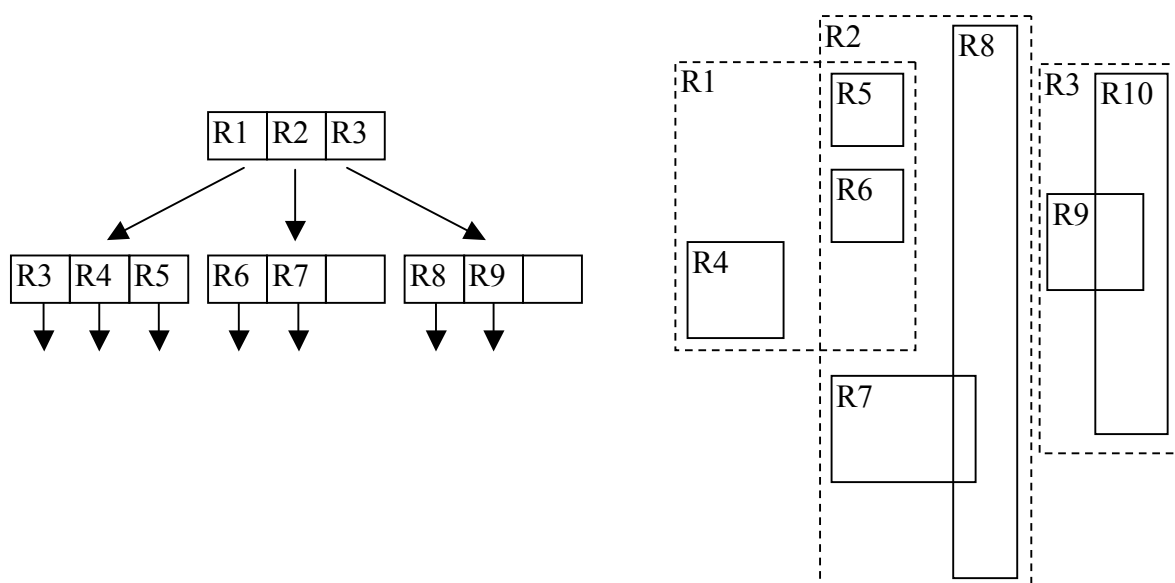 R1 R2 R3
R3 R4 R5 R6 R7 R8 R9
R2 R8
R1 R5 R3 R10
R6
R9
R4
R7